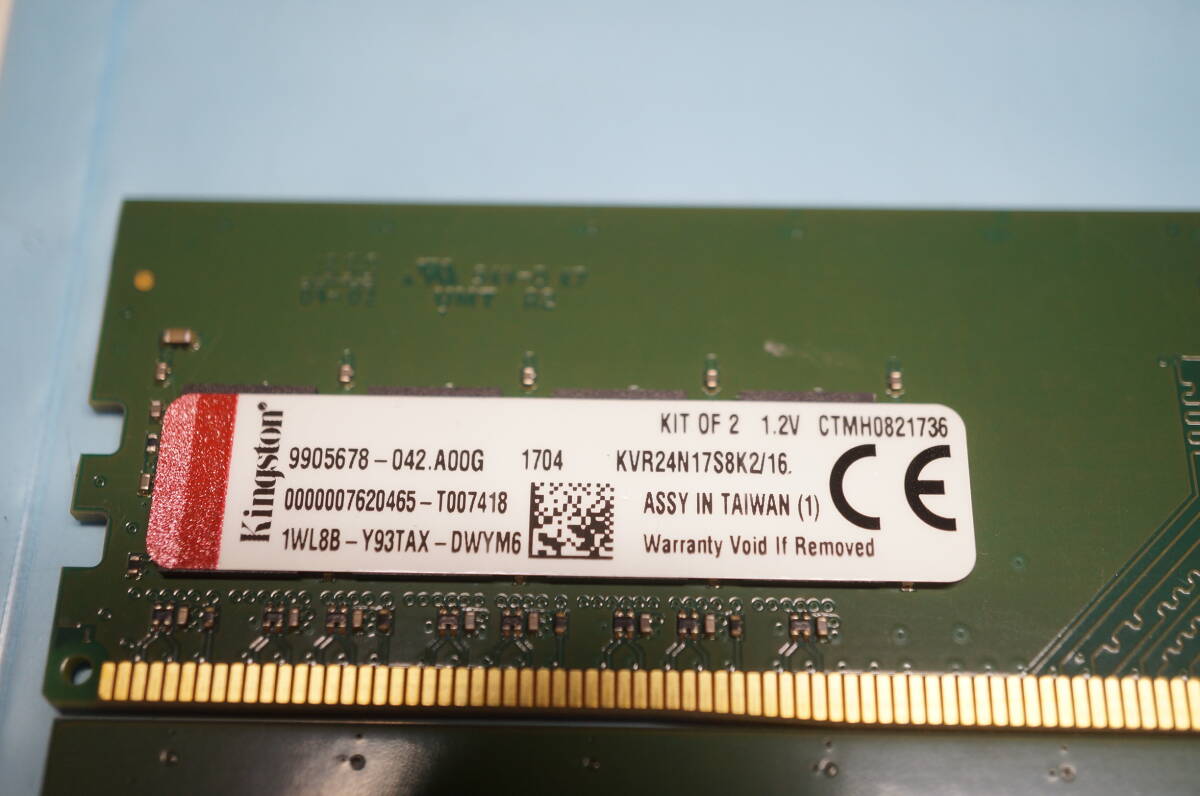 Kingston®
KIT OF 2 1.2V CTMH0821736
9905678-042.A00G 1704 KVR24N17S8K2/16.
0000007620465-T007418 ASSY IN TAIWAN (1)
1WL8B-Y93TAX-DWYM6 Warranty Void If Removed
CE